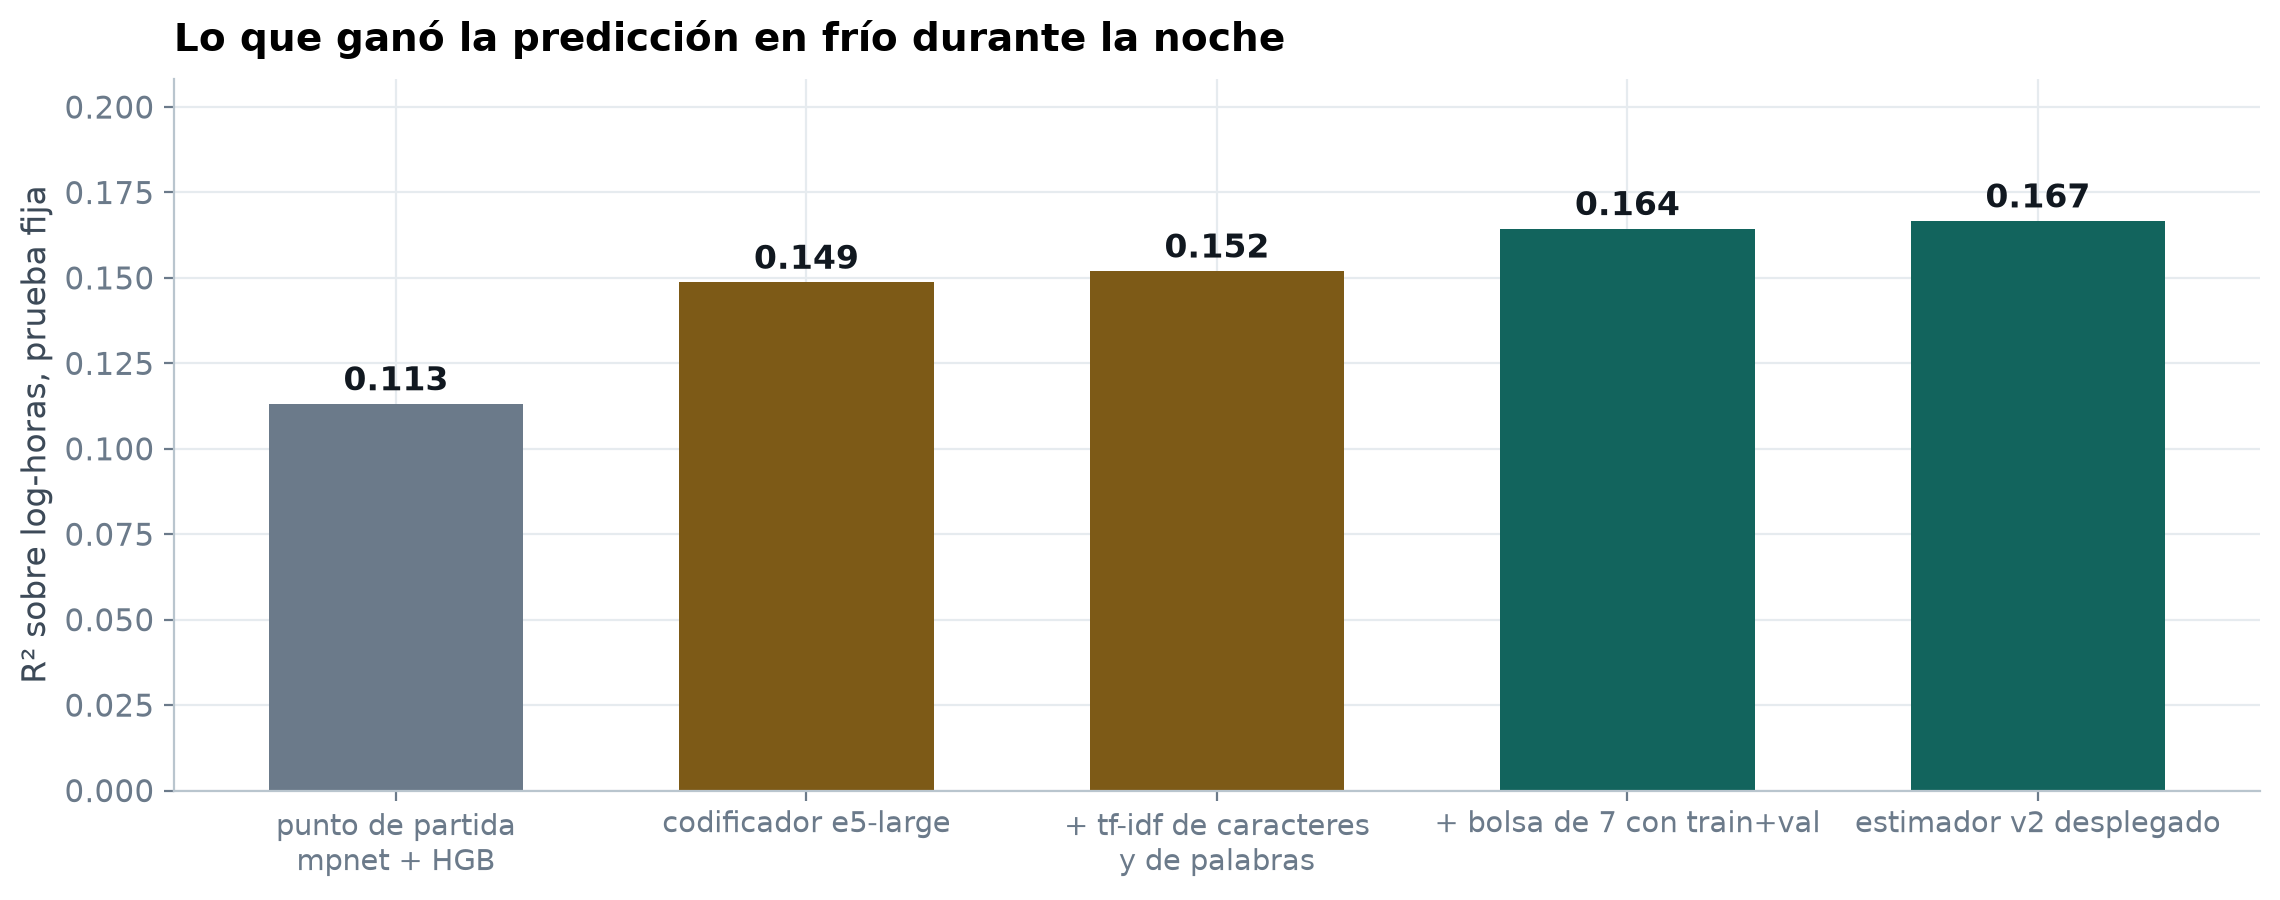 Lo que ganó la predicción en frío durante la noche
R² sobre log-horas, prueba fija
0.200
0.175
0.150
0.125
0.100
0.075
0.050
0.025
0.000
0.113
0.149
0.152
0.164
0.167
punto de partida
mpnet + HGB
codificador e5-large
+ tf-idf de caracteres
y de palabras
+ bolsa de 7 con train+val
estimador v2 desplegado